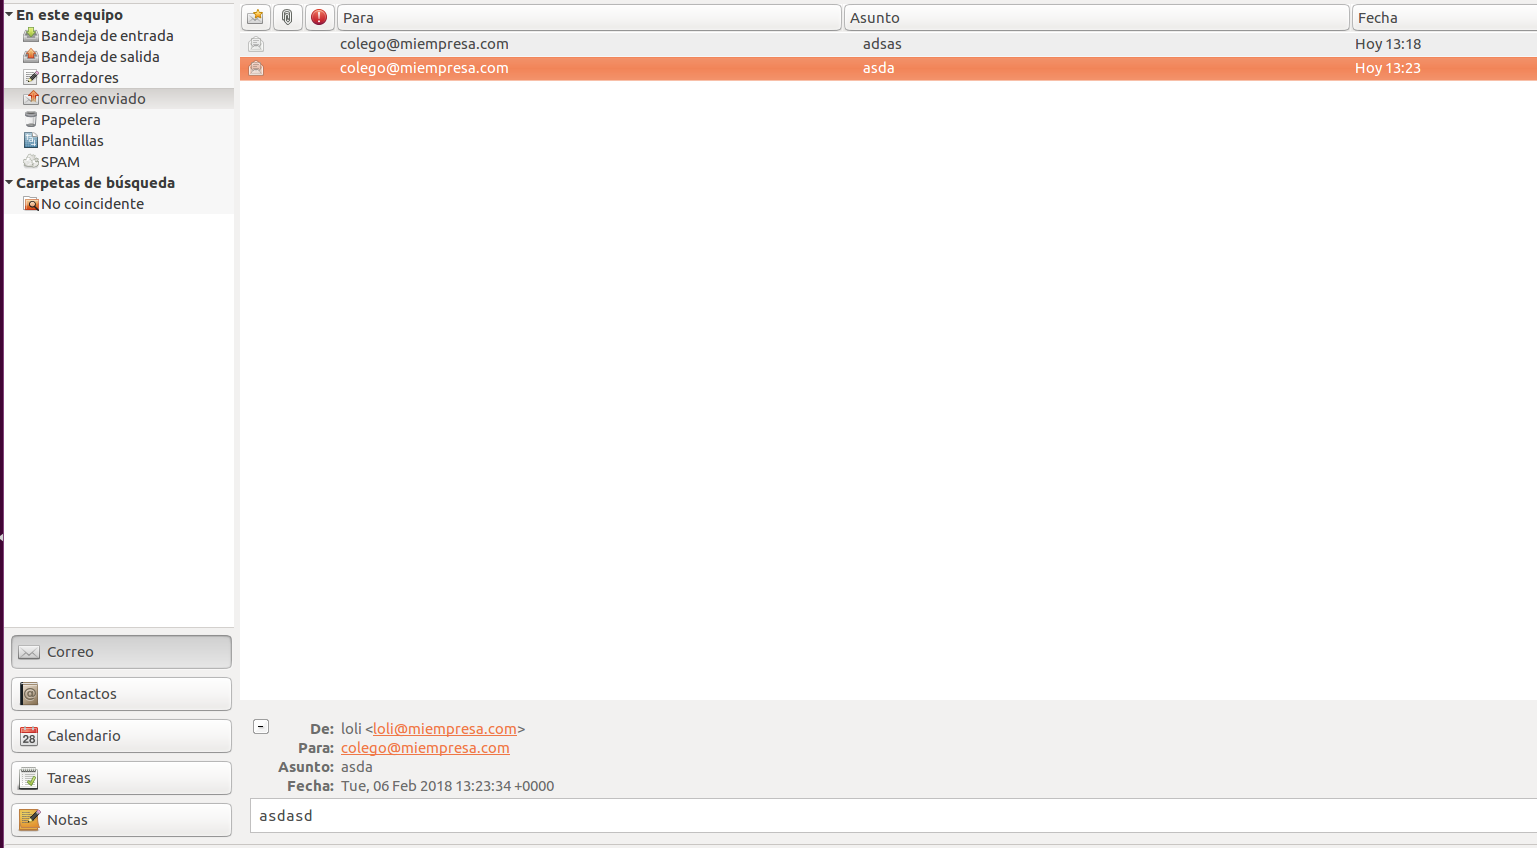 En este equipo
Bandeja de entrada
Bandeja de salida
Borradores
Correo enviado
Papelera
Plantillas
SPAM
Carpetas de búsqueda
No coincidente
Correo
Contactos
28 Calendario
Tareas
Notas
Para Asunto Fecha
colego@miempresa.com adsas Hoy 13:18
colego@miempresa.com asda Hoy 13:23
De: loli <loli@miempresa.com>
Para: colego@miempresa.com
Asunto: asda
Fecha: Tue, 06 Feb 2018 13:23:34 +0000
asdasd